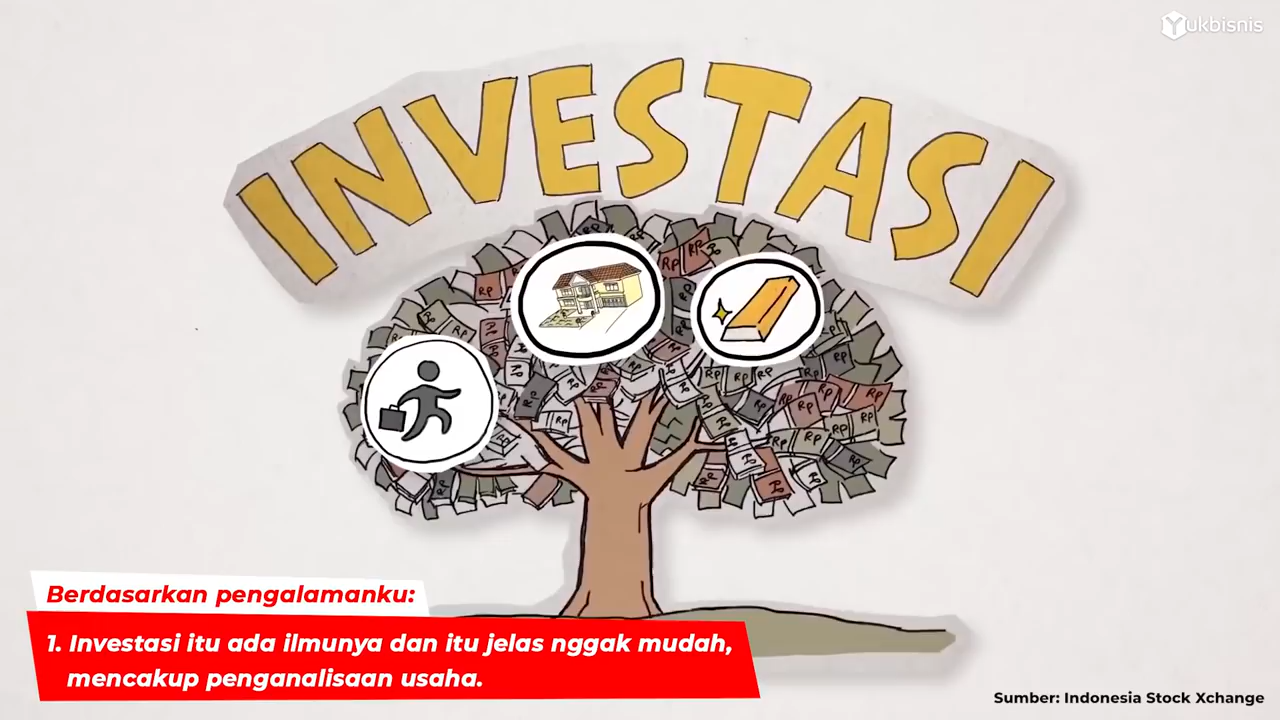 Yukbisnis
INVESTASI
Berdasarkan pengalamanku:
1. Investasi itu ada ilmunya dan itu jelas nggak mudah,
mencakup penganalisaan usaha.
Sumber: Indonesia Stock Xchange